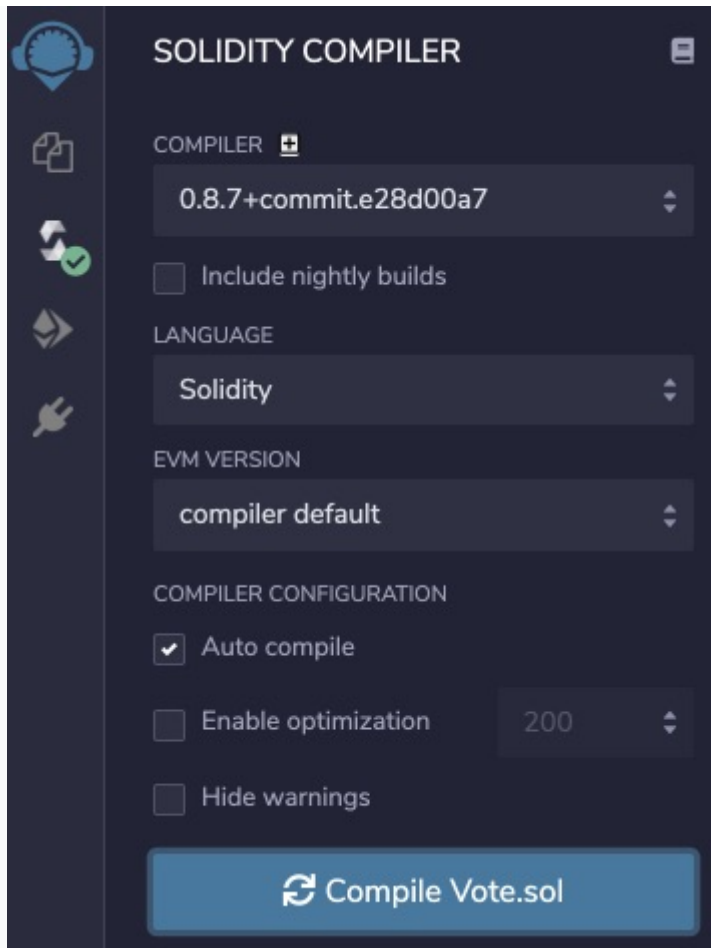 SOLIDITY COMPILER
COMPILER
0.8.7+commit.e28d00a7
Include nightly builds
LANGUAGE
Solidity
EVM VERSION
compiler default
COMPILER CONFIGURATION
Auto compile
Enable optimization 200
Hide warnings
Compile Vote.sol